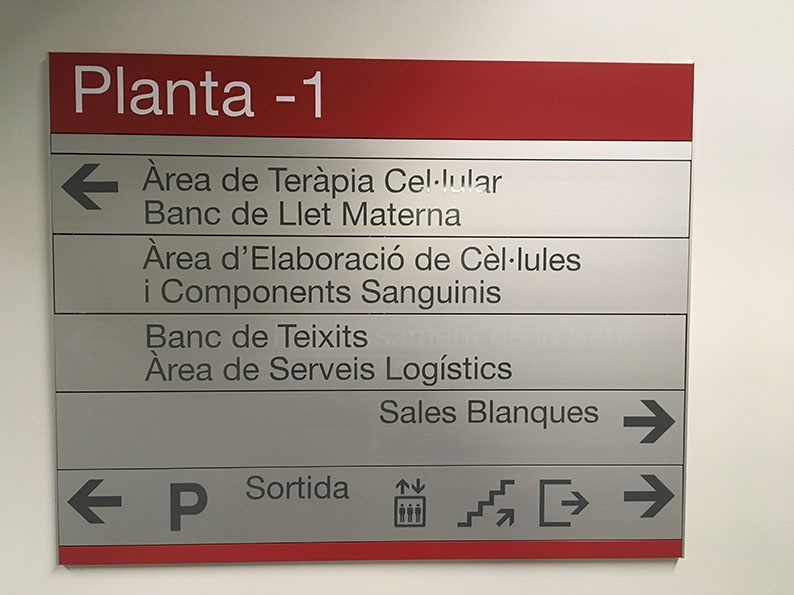 Planta -1
Àrea de Teràpia Cel·lular
Banc de Llet Materna
Àrea d'Elaboració de Cèl·lules
i Components Sanguinis
Banc de Teixits
Àrea de Serveis Logístics
Sales Blanques
P Sortida